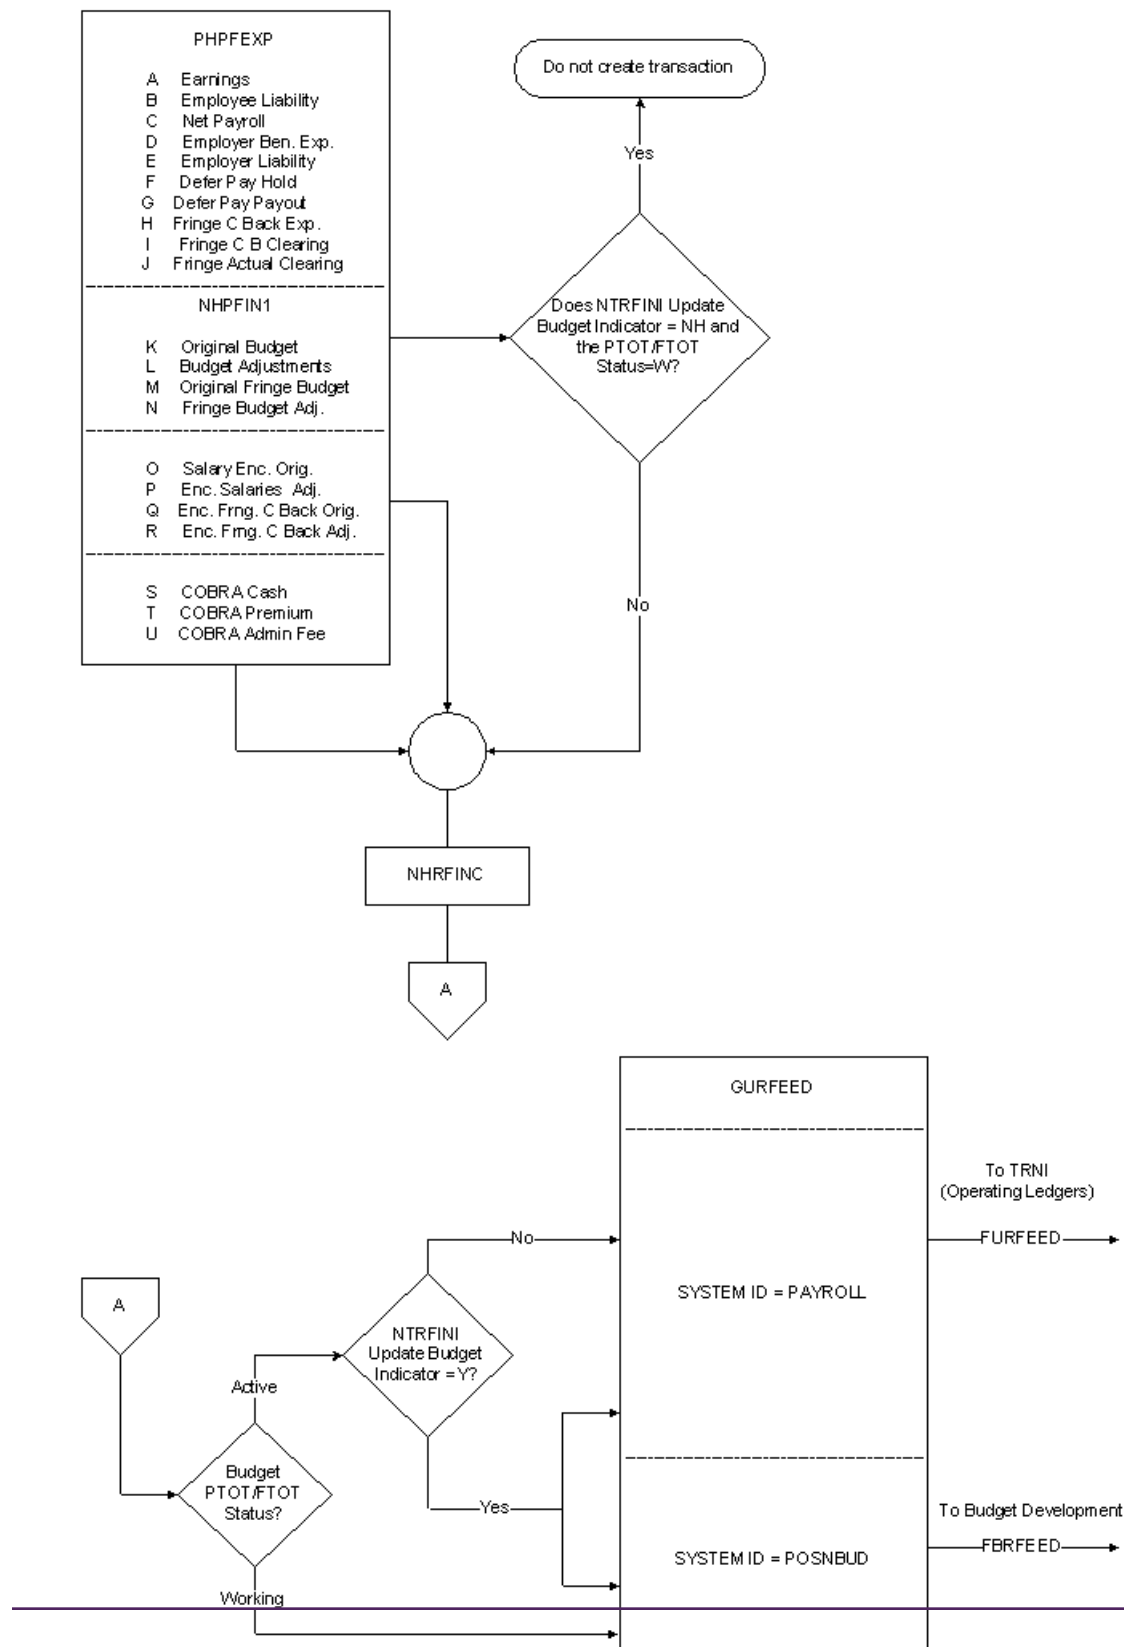 PHPFEXP
A Earnings
B Employee Liability
C Net Payroll
D Employer Ben. Exp.
E Employer Liability
F Defer Pay Hold
G Defer Pay Payout
H Fringe C Back Exp.
I Fringe C B Clearing
J Fringe Actual Clearing
NHPFIN1
K Original Budget
L Budget Adjustments
M Original Fringe Budget
N Fringe Budget Adj.
O Salary Enc. Orig.
P Enc. Salaries Adj.
Q Enc. Frng. C Back Orig.
R Enc. Frng. C Back Adj.
S COBRA Cash
T COBRA Premium
U COBRA Admin Fee
Do not create transaction
Yes
Does NTRFINI Update
Budget Indicator = NH and
the PTOT/FTOT
Status=W?
No
NHRFINC
A
GURFEED
To TRNI
(Operating Ledgers)
No
FURFEED
SYSTEM ID = PAYROLL
A
NTRFINI
Update Budget
Indicator = Y?
Active
Budget
PTOT/FTOT
Status?
Yes
To Budget Development
FBRFEED
SYSTEM ID = POSNBUD
Working